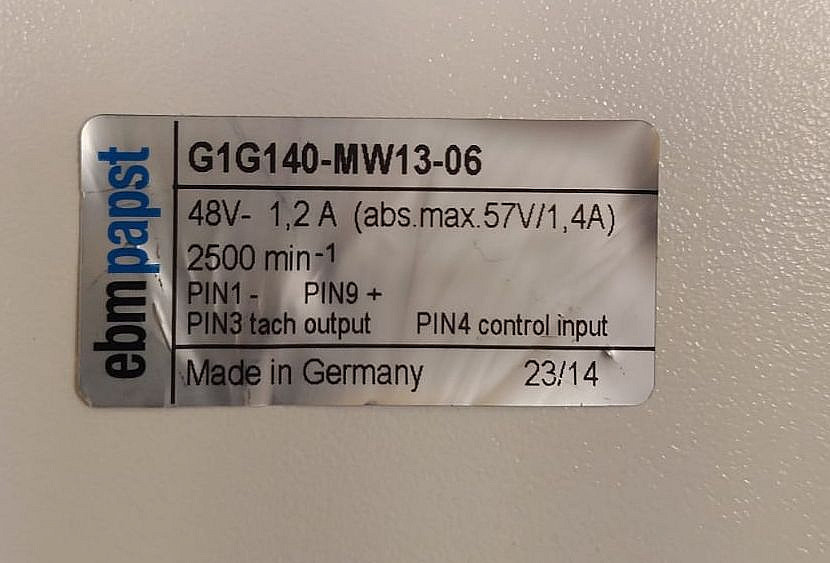 ebmpapst
G1G140-MW13-06
48V- 1,2 A (abs.max.57V/1,4A)
2500 min-1
PIN1 - PIN9 +
PIN3 tach output PIN4 control input
Made in Germany 23/14